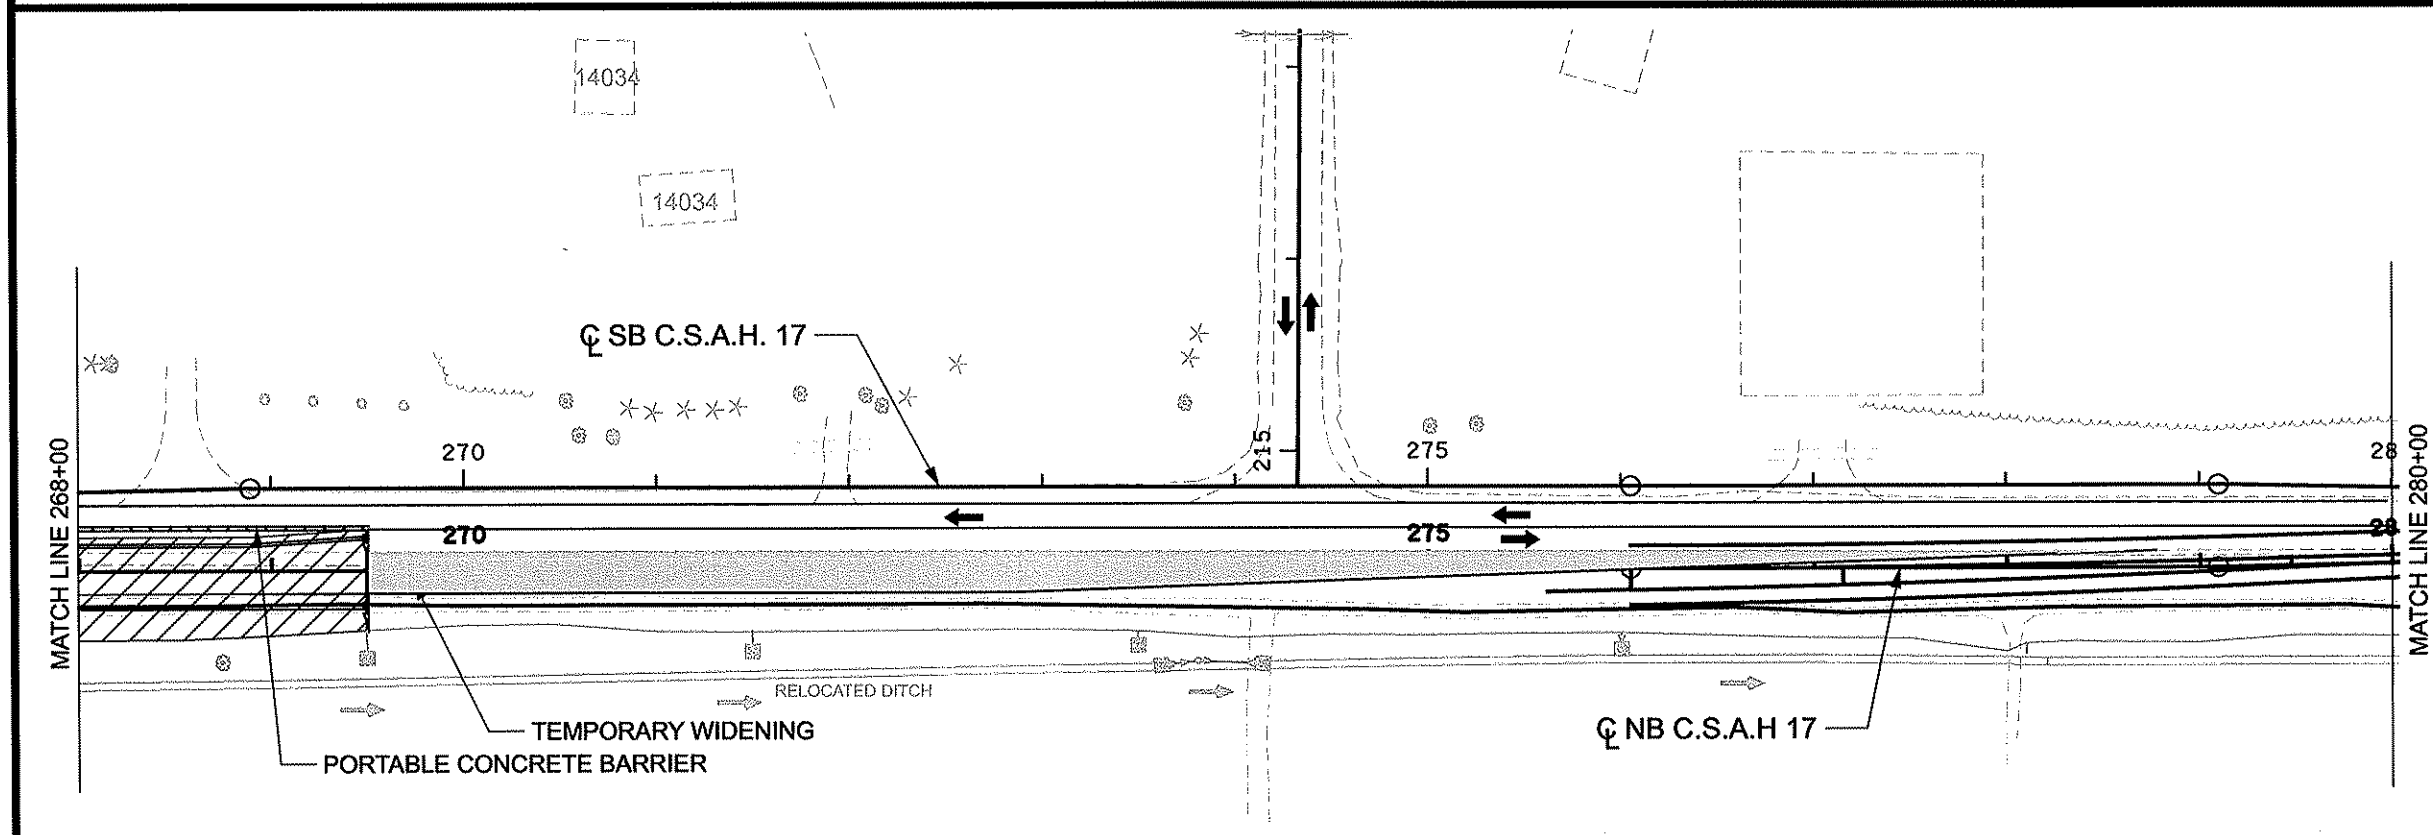 14034
14034
℄ SB C.S.A.H. 17
MATCH LINE 268+00
270
215
275
28
MATCH LINE 280+00
270
275
28
RELOCATED DITCH
TEMPORARY WIDENING
PORTABLE CONCRETE BARRIER
℄ NB C.S.A.H 17